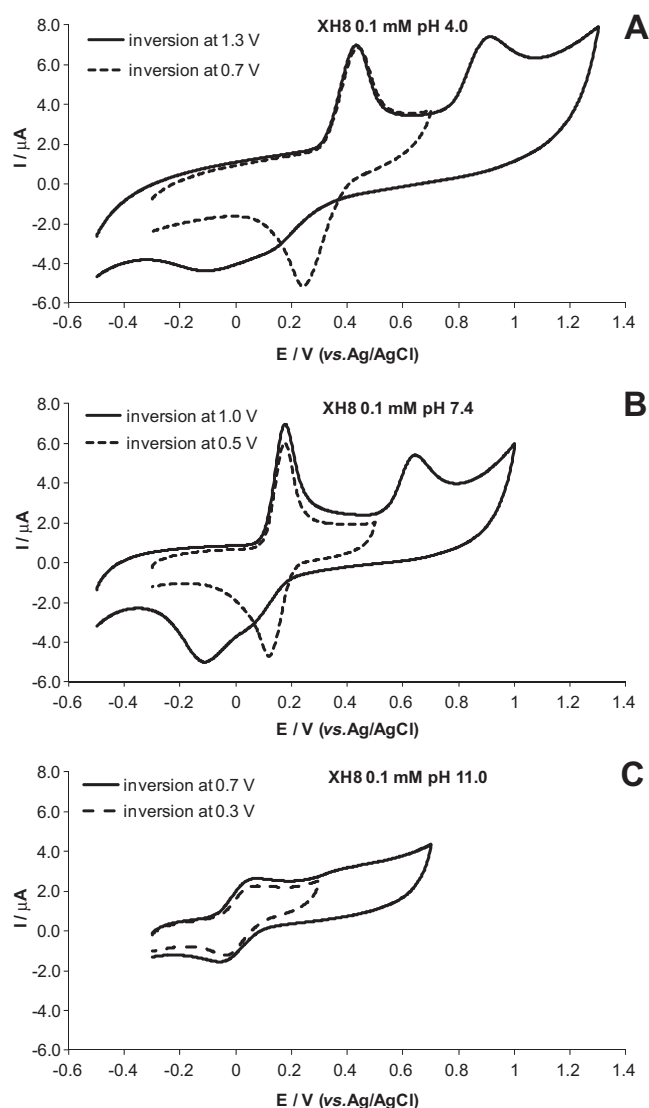 XH8 0.1 mM pH 4.0
A
inversion at 1.3 V
inversion at 0.7 V
8.0
6.0
4.0
2.0
0.0
-2.0
-4.0
-6.0
I / µA
-0.6 -0.4 -0.2 0 0.2 0.4 0.6 0.8 1 1.2 1.4
E / V (vs.Ag/AgCl)
XH8 0.1 mM pH 7.4
B
inversion at 1.0 V
inversion at 0.5 V
8.0
6.0
4.0
2.0
0.0
-2.0
-4.0
-6.0
I / µA
-0.6 -0.4 -0.2 0 0.2 0.4 0.6 0.8 1 1.2 1.4
E / V (vs.Ag/AgCl)
XH8 0.1 mM pH 11.0
C
inversion at 0.7 V
inversion at 0.3 V
8.0
6.0
4.0
2.0
0.0
-2.0
-4.0
-6.0
I / µA
-0.6 -0.4 -0.2 0 0.2 0.4 0.6 0.8 1 1.2 1.4
E / V (vs.Ag/AgCl)